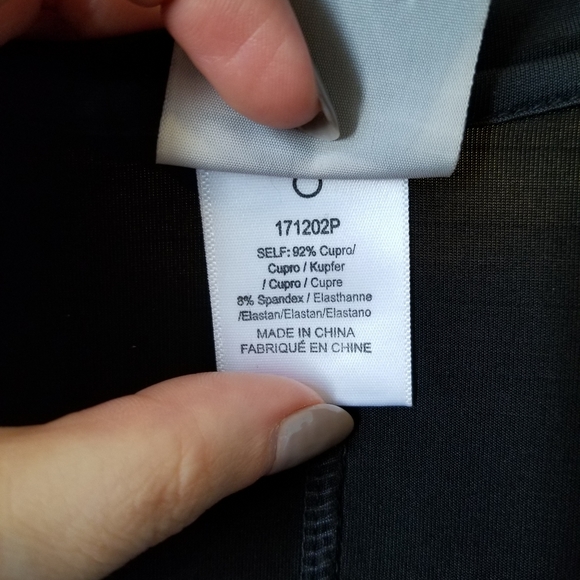 171202P
SELF: 92% Cupro/
Cupro / Kupfer
/ Cupro / Cupre
8% Spandex / Elasthanne
/Elastan/Elastan/Elastano
MADE IN CHINA
FABRIQUÉ EN CHINE